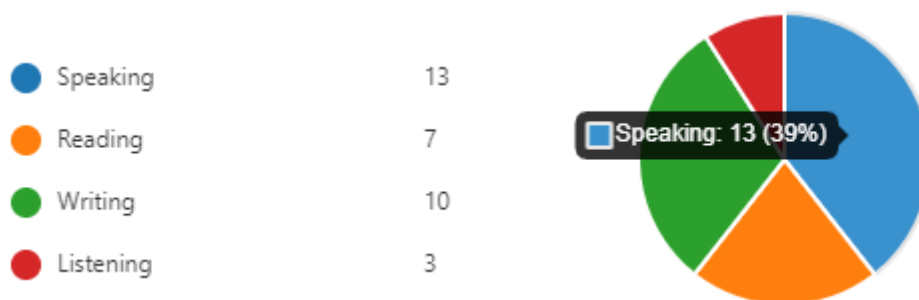 Speaking 13
Reading 7
Speaking: 13 (39%)
Writing 10
Listening 3